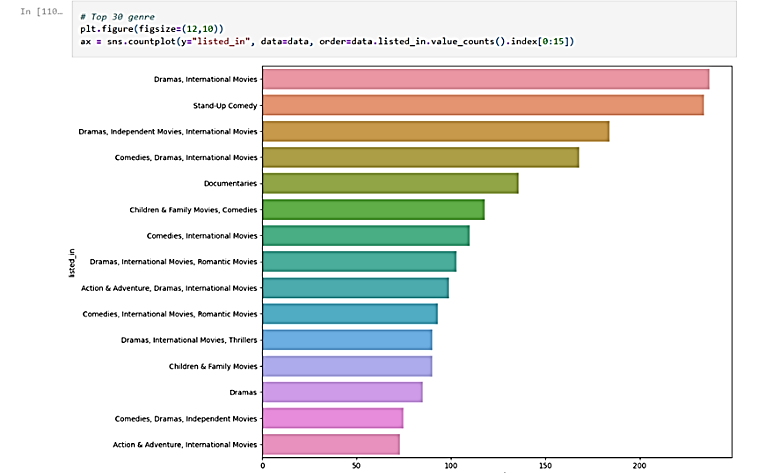 In [110…
# Top 30 genre
plt.figure(figsize=(12,10))
ax = sns.countplot(y="listed_in", data=data, order=data.listed_in.value_counts().index[0:15])
Dramas, International Movies
Stand-Up Comedy
Dramas, Independent Movies, International Movies
Comedies, Dramas, International Movies
Documentaries
Children & Family Movies, Comedies
Comedies, International Movies
Dramas, International Movies, Romantic Movies
Action & Adventure, Dramas, International Movies
Comedies, International Movies, Romantic Movies
Dramas, International Movies, Thrillers
Children & Family Movies
Dramas
Comedies, Dramas, Independent Movies
Action & Adventure, International Movies
listed_in
0 50 100 150 200